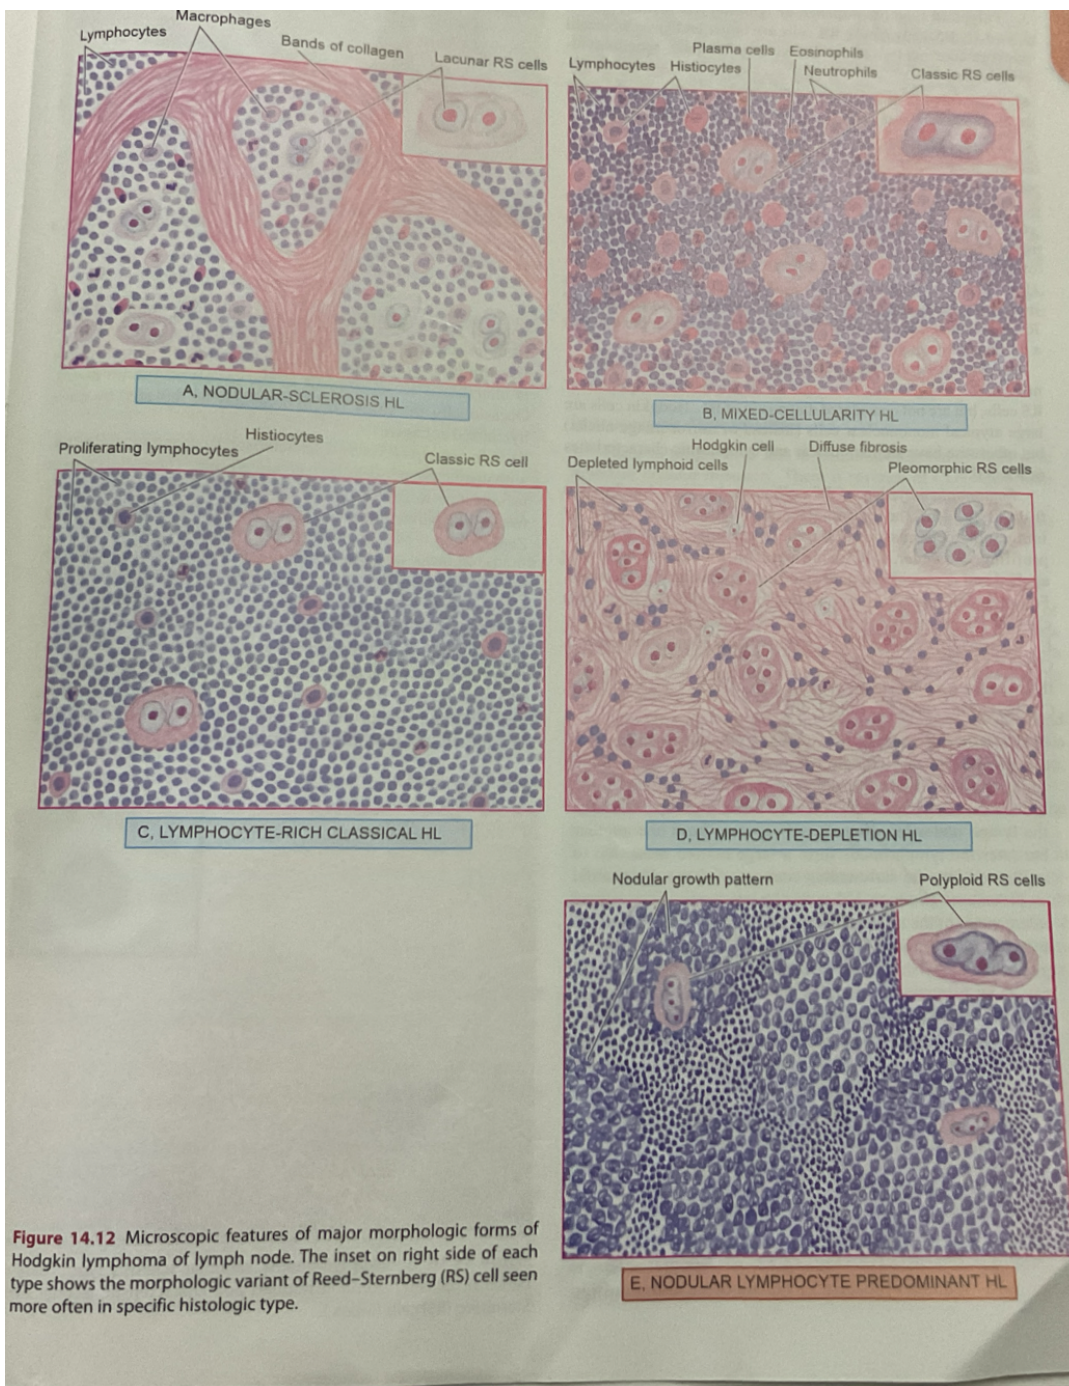 Lymphocytes
Macrophages
Bands of collagen
Lacunar RS cells
A, NODULAR-SCLEROSIS HL
Lymphocytes
Histiocytes
Plasma cells
Eosinophils
Neutrophils
Classic RS cells
B, MIXED-CELLULARITY HL
Proliferating lymphocytes
Histiocytes
Classic RS cell
C, LYMPHOCYTE-RICH CLASSICAL HL
Depleted lymphoid cells
Hodgkin cell
Diffuse fibrosis
Pleomorphic RS cells
D, LYMPHOCYTE-DEPLETION HL
Nodular growth pattern
Polyploid RS cells
E, NODULAR LYMPHOCYTE PREDOMINANT HL
Figure 14.12 Microscopic features of major morphologic forms of
Hodgkin lymphoma of lymph node. The inset on right side of each
type shows the morphologic variant of Reed–Sternberg (RS) cell seen
more often in specific histologic type.